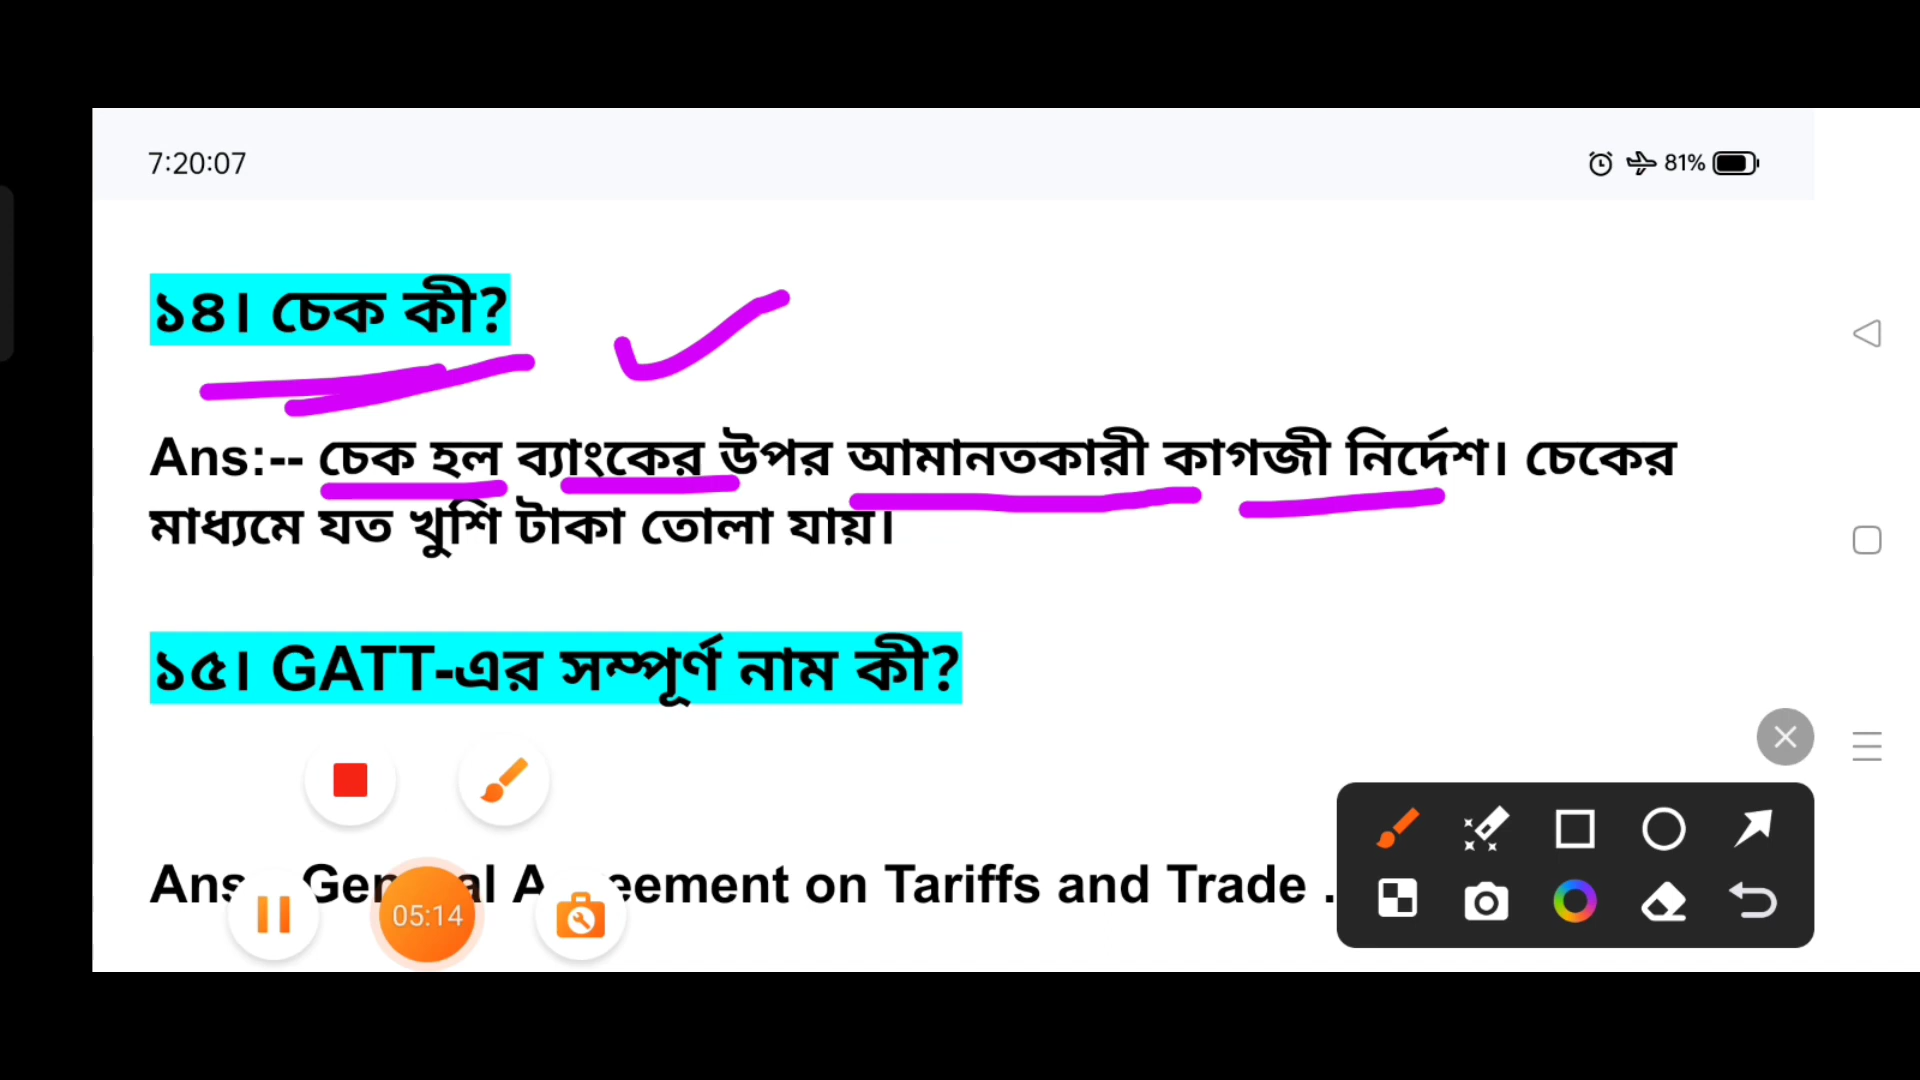 7:20:07
81%
১৪। চেক কী?
Ans:-- চেক হল ব্যাংকের উপর আমানতকারী কাগজী নির্দেশ। চেকের
মাধ্যমে যত খুশি টাকা তোলা যায়।
১৫। GATT-এর সম্পূর্ণ নাম কী?
on Tariffs and Trade .
05:14